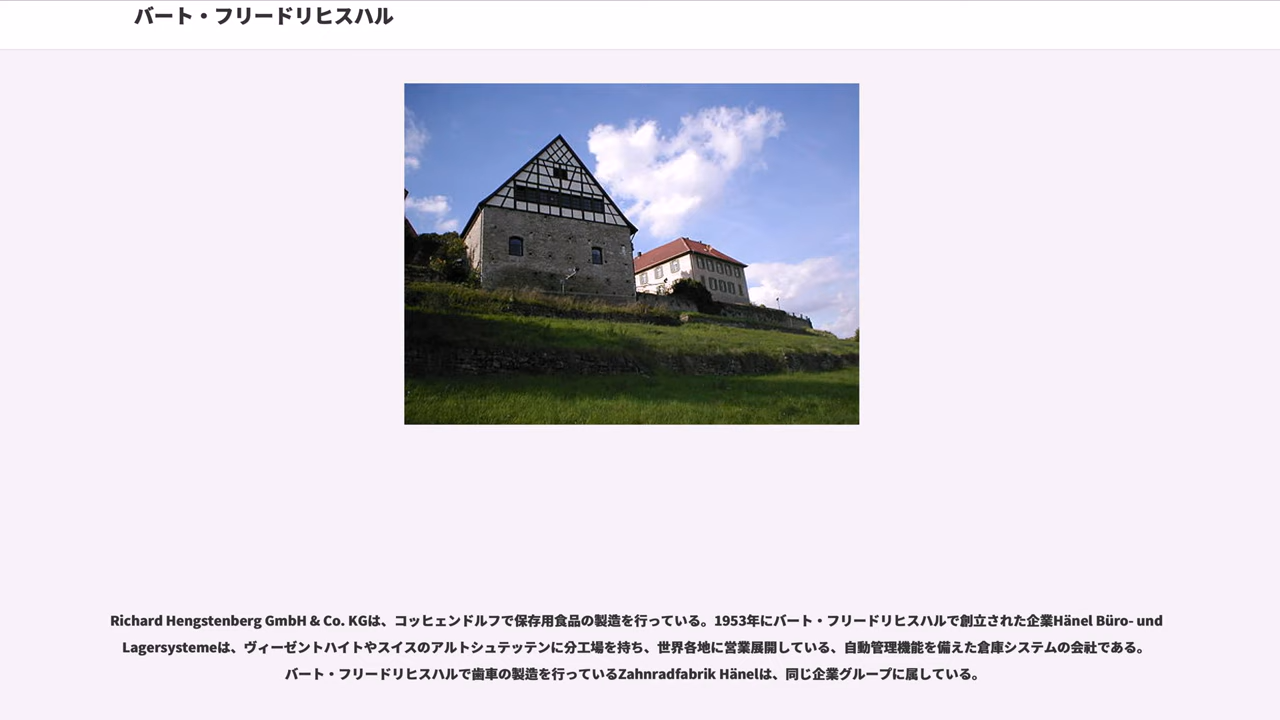 バート・フリードリヒスハル
Richard Hengstenberg GmbH & Co. KGは、コッヒェンドルフで保存用食品の製造を行っている。1953年にバート・フリードリヒスハルで創立された企業Hänel Büro- und
Lagersystemeは、ヴィーゼントハイトやスイスのアルトシュテッテンに分工場を持ち、世界各地に営業展開している、自動管理機能を備えた倉庫システムの会社である。
バート・フリードリヒスハルで歯車の製造を行っているZahnradfabrik Hänelは、同じ企業グループに属している。